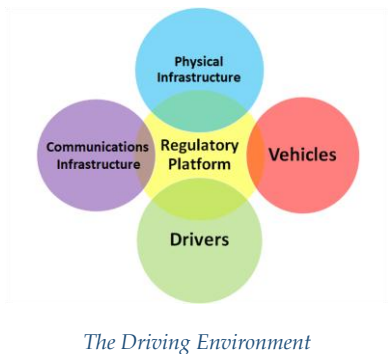 Physical
Infrastructure
Communications
Infrastructure
Regulatory
Platform
Vehicles
Drivers
The Driving Environment